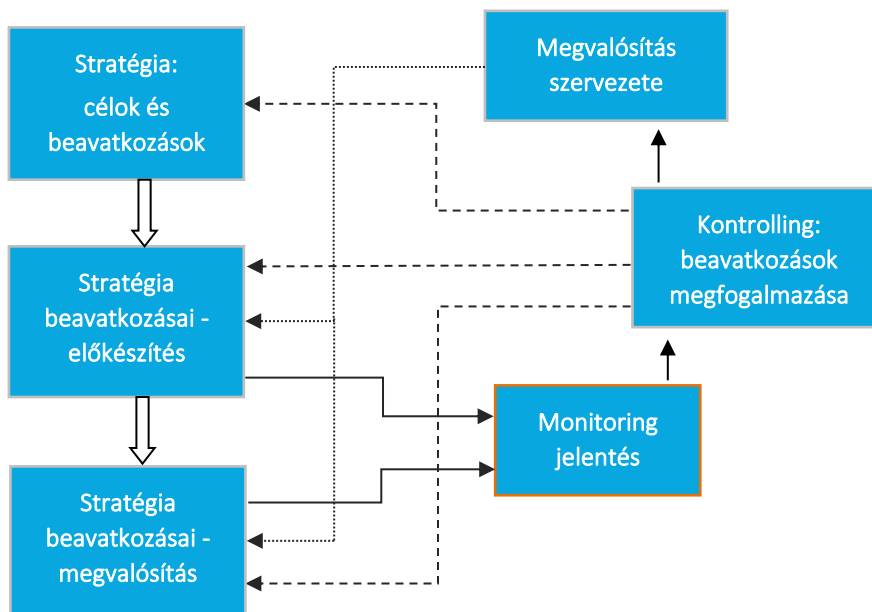 Stratégia:
célok és
beavatkozások
Megvalósítás
szervezete
Kontrolling:
beavatkozások
megfogalmazása
Stratégia
beavatkozásai -
előkészítés
Monitoring
jelentés
Stratégia
beavatkozásai -
megvalósítás